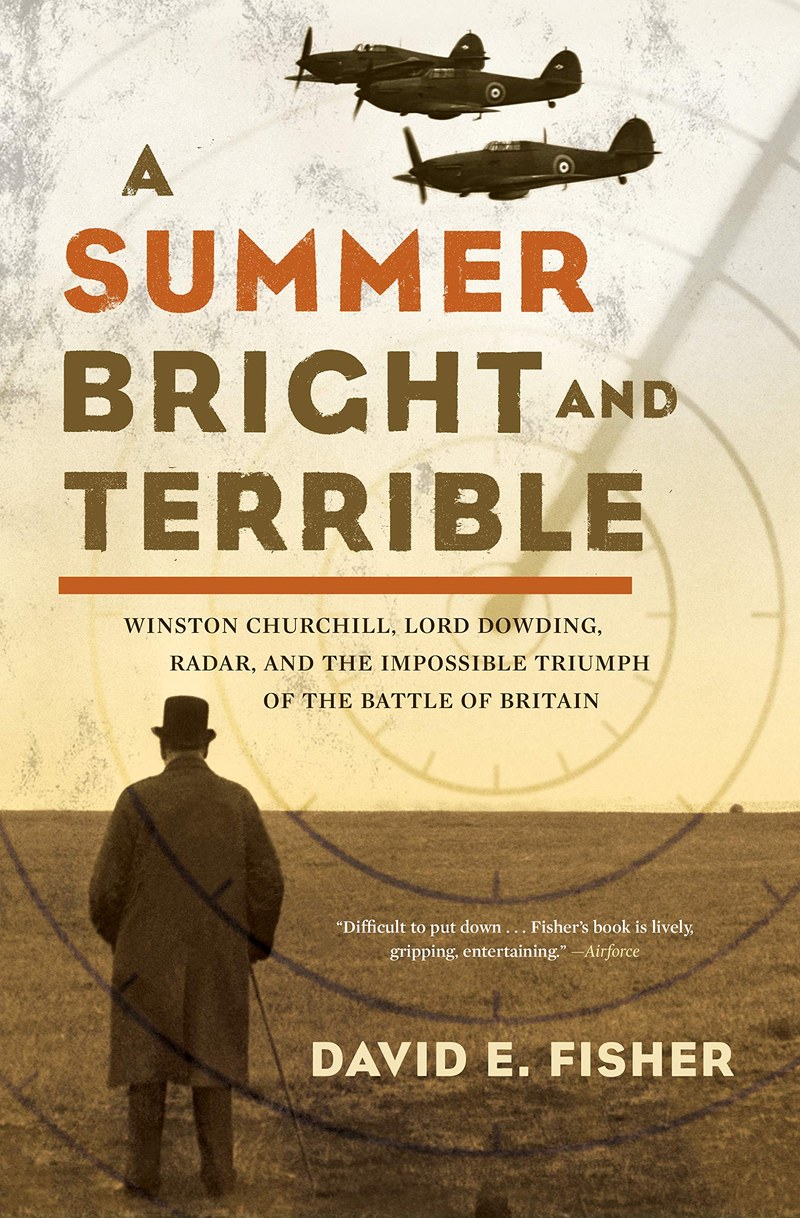 A
SUMMER
BRIGHT AND
TERRIBLE
WINSTON CHURCHILL, LORD DOWDING,
RADAR, AND THE IMPOSSIBLE TRIUMPH
OF THE BATTLE OF BRITAIN
“Difficult to put down . . . Fisher’s book is lively,
gripping, entertaining.” —Airforce
DAVID E. FISHER